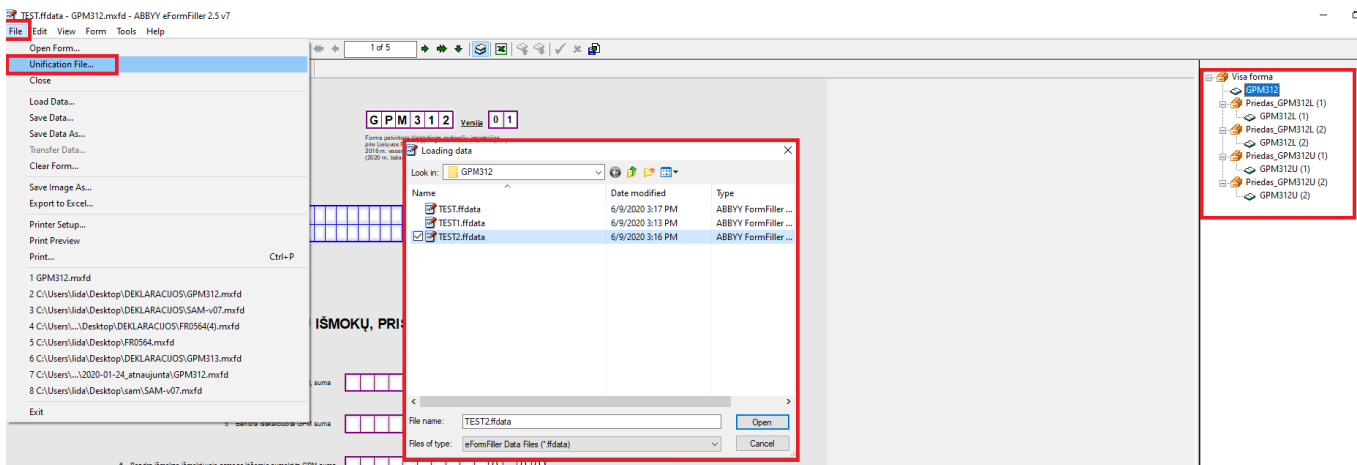 TEST.ffdata - GPM312.mxfd - ABBYY eFormFiller 2.5 v7
File Edit View Form Tools Help
Open Form...
Unification File...
Close
Load Data...
Save Data...
Save Data As...
Transfer Data...
Clear Form...
Save Image As...
Export to Excel...
Printer Setup...
Print Preview
Print... Ctrl+P
1 GPM312.mxfd
2 C:\Users\lida\Desktop\DEKLARACIJOS\GPM312.mxfd
3 C:\Users\lida\Desktop\DEKLARACIJOS\SAM-v07.mxfd
4 C:\Users\...\Desktop\DEKLARACIJOS\FR0564(4).mxfd
5 C:\Users\lida\Desktop\FR0564.mxfd
6 C:\Users\lida\Desktop\DEKLARACIJOS\GPM313.mxfd
7 C:\Users\...\2020-01-24_atnaujunta\GPM312.mxfd
8 C:\Users\lida\Desktop\sam\SAM-v07.mxfd
Exit
1 of 5
GPM312 Versija 01
Forma patvirtinta
prie Lietuvos
2018 m.
(2020 m.
IŠMOKŲ, PRIS
suma
GPM suma
Loading data
Look in: GPM312
Name Date modified Type
TEST.ffdata 6/9/2020 3:17 PM ABBYY FormFiller ...
TEST1.ffdata 6/9/2020 3:13 PM ABBYY FormFiller ...
TEST2.ffdata 6/9/2020 3:16 PM ABBYY FormFiller ...
File name: TEST2.ffdata Open
Files of type: eFormFiller Data Files (*.ffdata) Cancel
Visa forma
GPM312
Priedas_GPM312L (1)
GPM312L (1)
Priedas_GPM312L (2)
GPM312L (2)
Priedas_GPM312U (1)
GPM312U (1)
Priedas_GPM312U (2)
GPM312U (2)